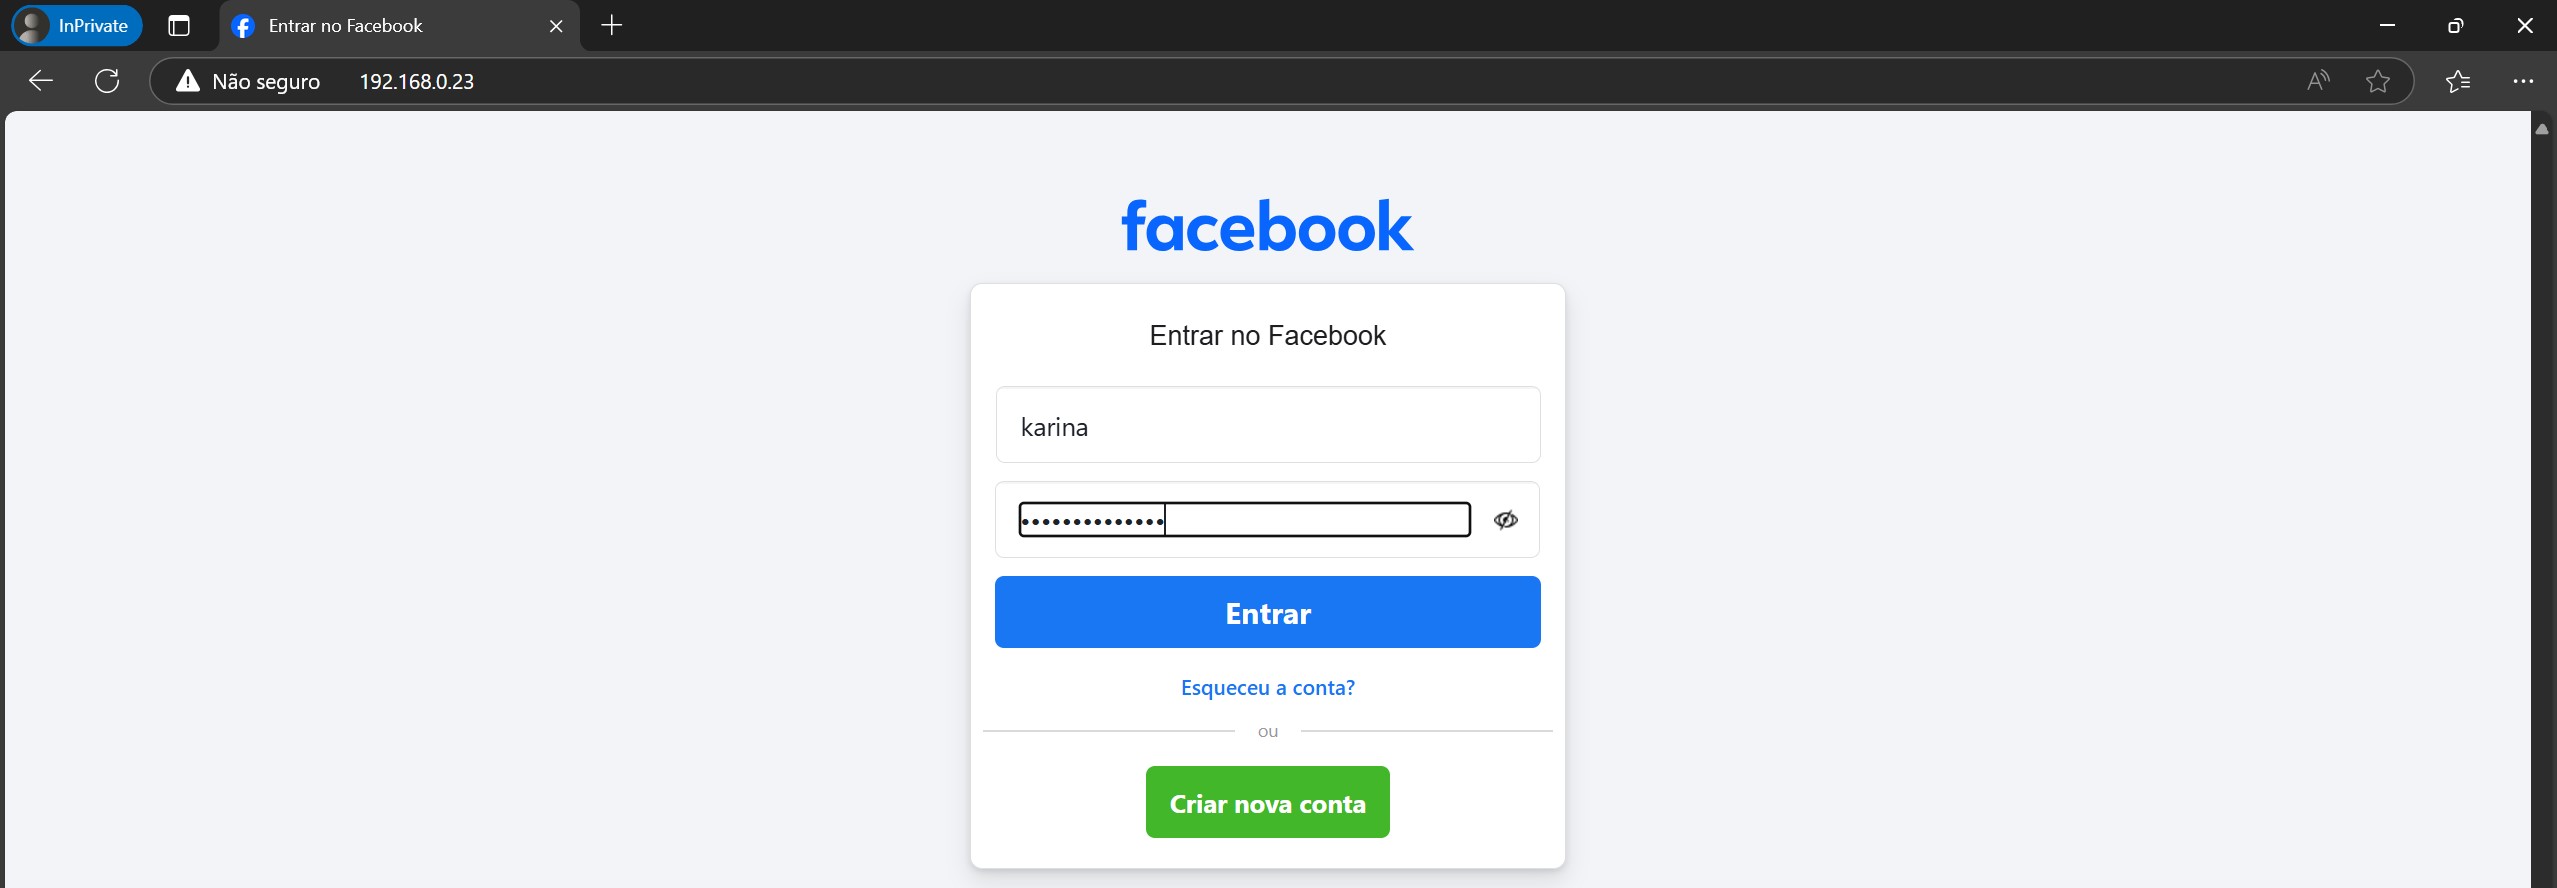 InPrivate
Entrar no Facebook
Não seguro
192.168.0.23
facebook
Entrar no Facebook
karina
••••••••••••••
Entrar
Esqueceu a conta?
ou
Criar nova conta